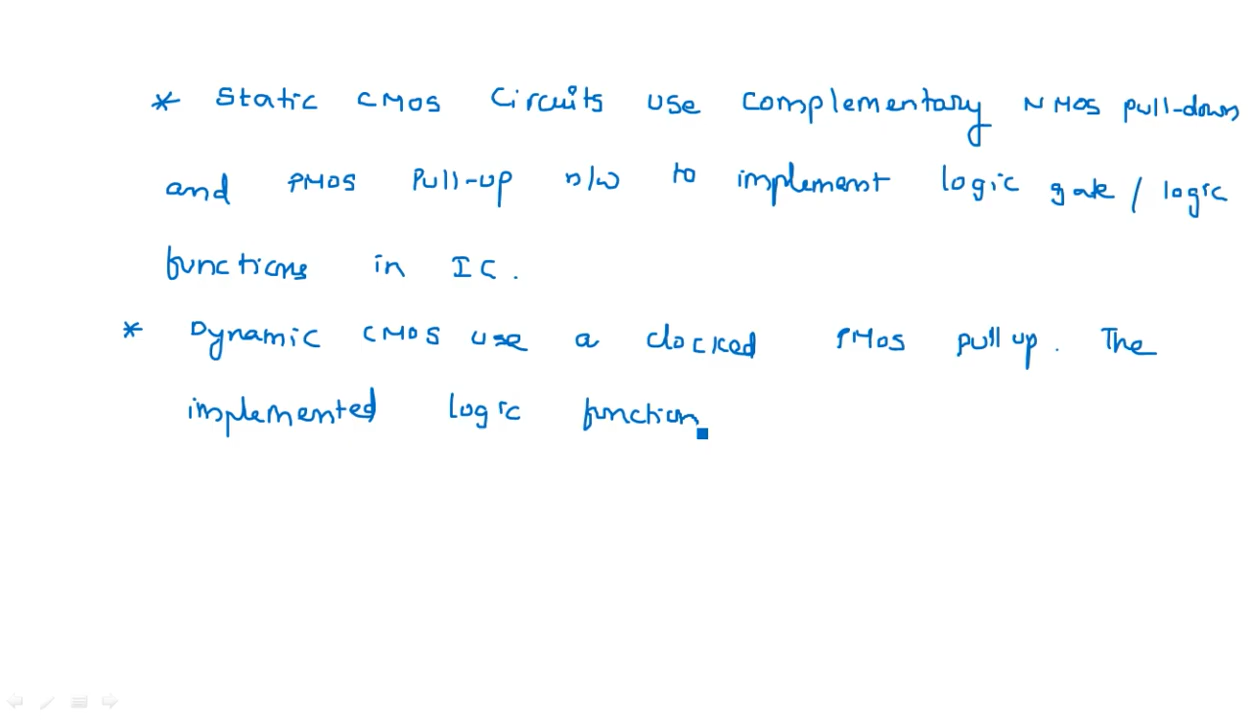 * Static CMOS Circuits use complementary NMOS pull-down
and PMOS Pull-up n/w to implement logic gate / logic
functions in IC.
* Dynamic CMOS use a clocked PMOS pull up. The
implemented logic function